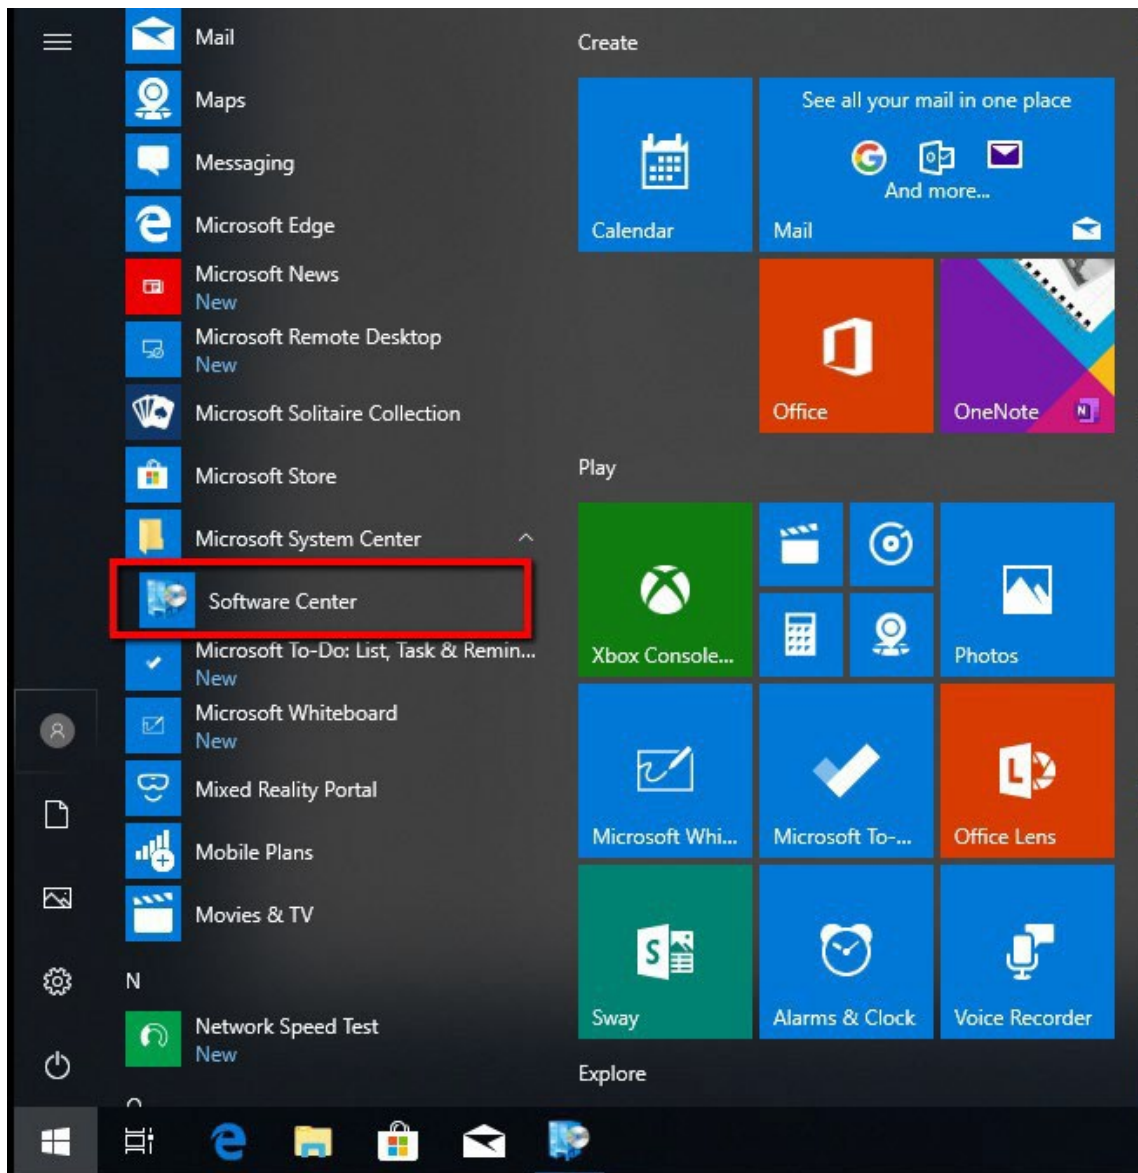 Mail
Maps
Messaging
Microsoft Edge
Microsoft News
New
Microsoft Remote Desktop
New
Microsoft Solitaire Collection
Microsoft Store
Microsoft System Center
Software Center
Microsoft To-Do: List, Task & Remin...
New
Microsoft Whiteboard
New
Mixed Reality Portal
Mobile Plans
Movies & TV
N
Network Speed Test
New
Create
Calendar
See all your mail in one place
And more...
Mail
Office
OneNote
Play
Xbox Console...
Photos
Microsoft Whi...
Microsoft To-...
Office Lens
Sway
Alarms & Clock
Voice Recorder
Explore